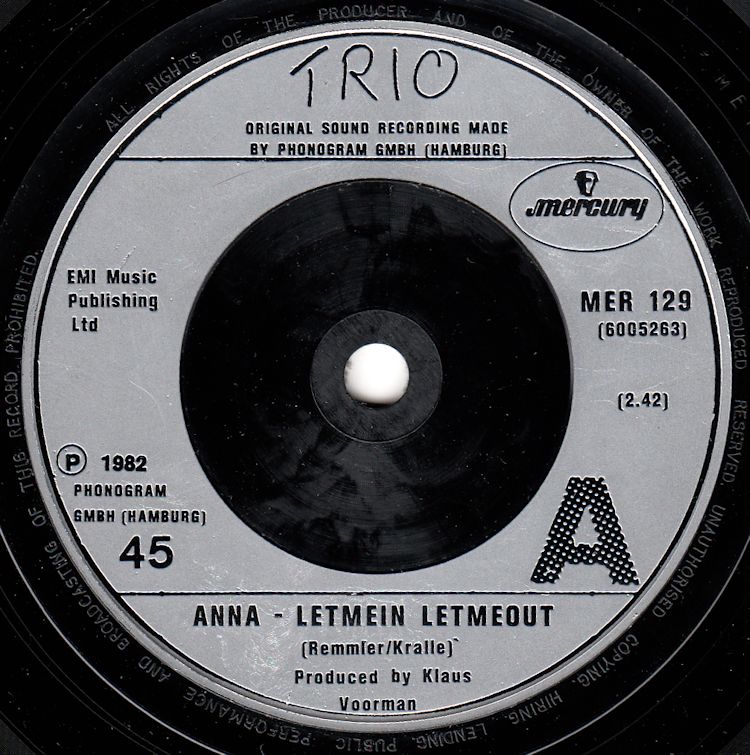 ALL RIGHTS OF THE PRODUCER AND OF THE OWNER OF THE WORK REPRODUCED RESERVED. UNAUTHORISED COPYING, HIRING, LENDING, PUBLIC PERFORMANCE AND BROADCASTING OF THIS RECORD PROHIBITED.
TRIO
ORIGINAL SOUND RECORDING MADE
BY PHONOGRAM GMBH (HAMBURG)
mercury
EMI Music
Publishing
Ltd
MER 129
(6005263)
(2.42)
P 1982
PHONOGRAM
GMBH (HAMBURG)
45
A
ANNA - LETMEIN LETMEOUT
(Remmler/Kralle)
Produced by Klaus
Voorman